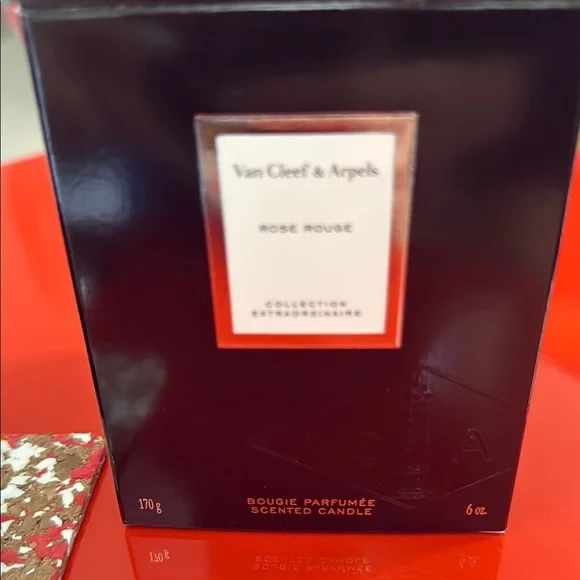 Van Cleef & Arpels
ROSE ROUGE
COLLECTION
EXTRAORDINAIRE
170 g
BOUGIE PARFUMÉE
SCENTED CANDLE
6 oz.